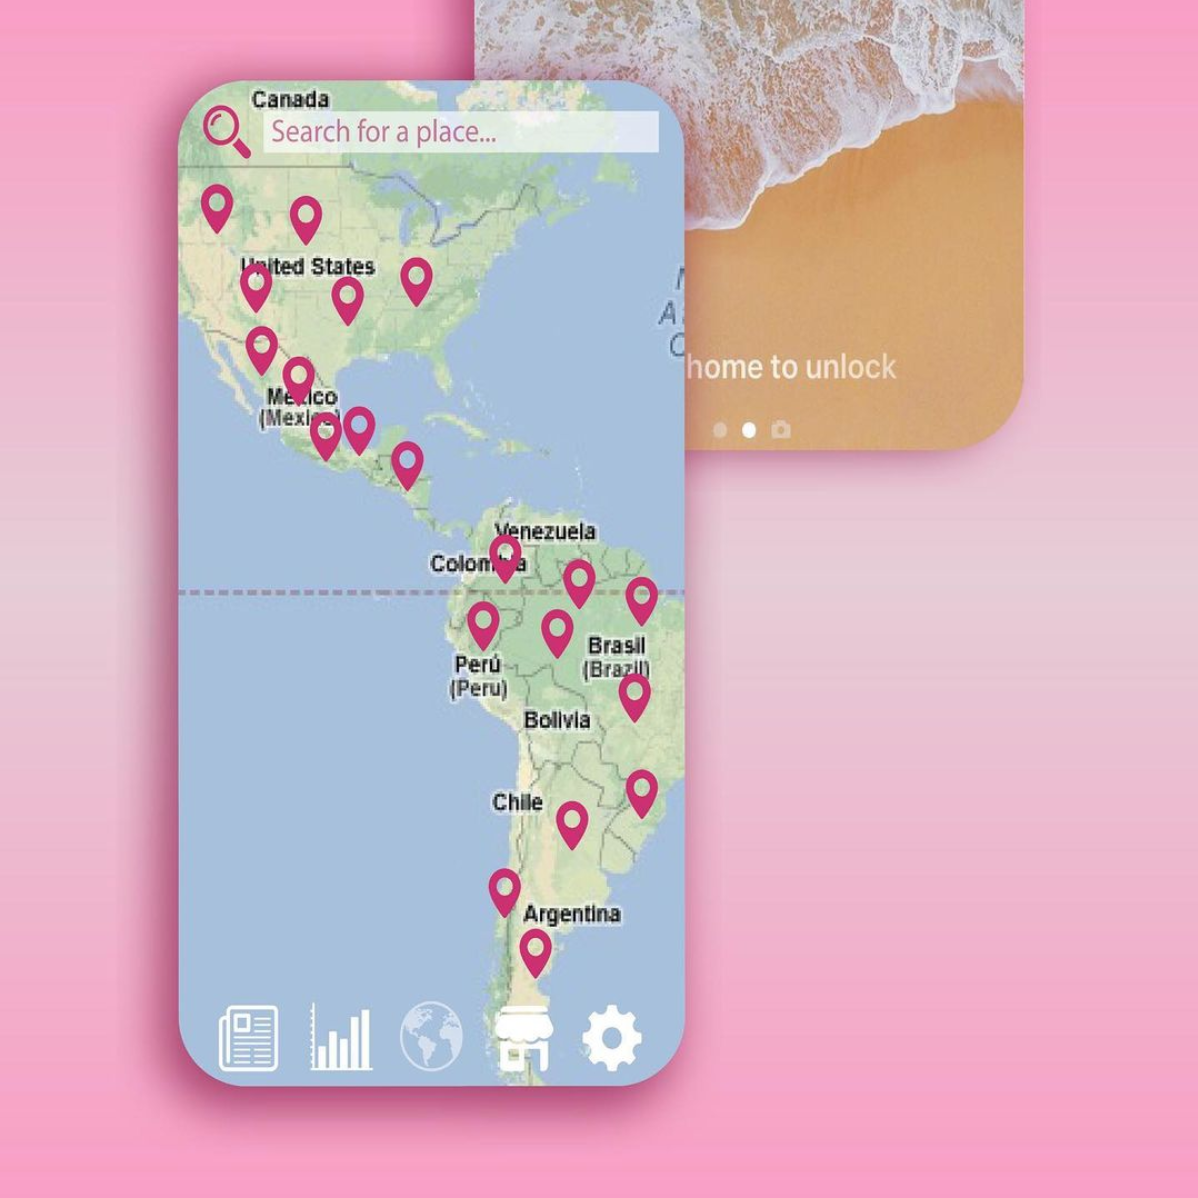 Canada
Search for a place...
United States
México
(Mexico)
home to unlock
Venezuela
Colombia
Brasil
(Brazil)
Perú
(Peru)
Bolivia
Chile
Argentina